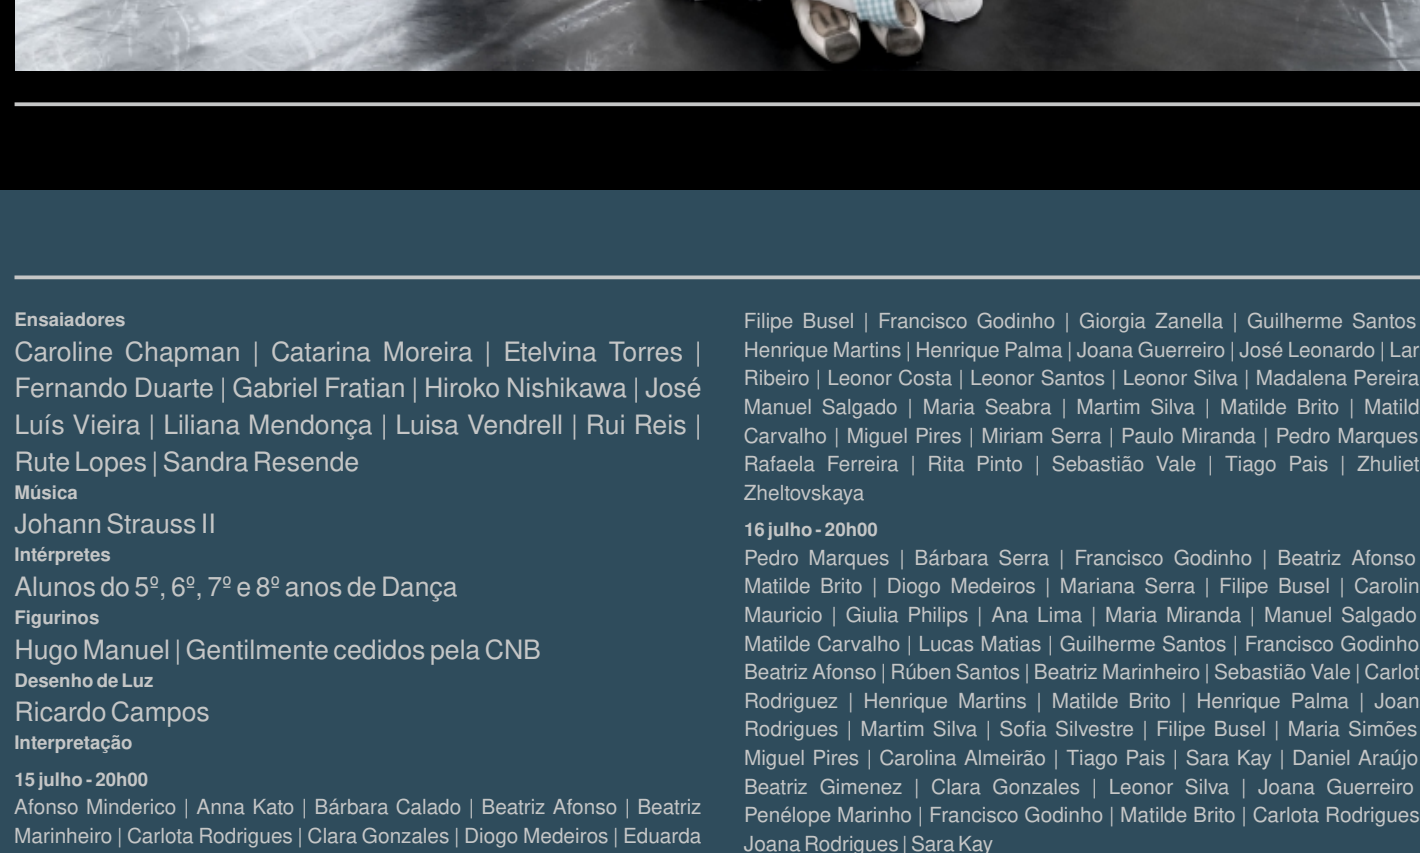 Ensaiadores
Caroline Chapman | Catarina Moreira | Etelvina Torres |
Fernando Duarte | Gabriel Fratian | Hiroko Nishikawa | José
Luís Vieira | Liliana Mendonça | Luisa Vendrell | Rui Reis |
Rute Lopes | Sandra Resende
Música
Johann Strauss II
Intérpretes
Alunos do 5º, 6º, 7º e 8º anos de Dança
Figurinos
Hugo Manuel | Gentilmente cedidos pela CNB
Desenho de Luz
Ricardo Campos
Interpretação
15 julho - 20h00
Afonso Minderico | Anna Kato | Bárbara Calado | Beatriz Afonso | Beatriz
Marinheiro | Carlota Rodrigues | Clara Gonzales | Diogo Medeiros | Eduarda
Filipe Busel | Francisco Godinho | Giorgia Zanella | Guilherme Santos
Henrique Martins | Henrique Palma | Joana Guerreiro | José Leonardo | Lar
Ribeiro | Leonor Costa | Leonor Santos | Leonor Silva | Madalena Pereira
Manuel Salgado | Maria Seabra | Martim Silva | Matilde Brito | Matild
Carvalho | Miguel Pires | Miriam Serra | Paulo Miranda | Pedro Marques
Rafaela Ferreira | Rita Pinto | Sebastião Vale | Tiago Pais | Zhuliet
Zheltovskaya
16 julho - 20h00
Pedro Marques | Bárbara Serra | Francisco Godinho | Beatriz Afonso
Matilde Brito | Diogo Medeiros | Mariana Serra | Filipe Busel | Carolin
Mauricio | Giulia Philips | Ana Lima | Maria Miranda | Manuel Salgado
Matilde Carvalho | Lucas Matias | Guilherme Santos | Francisco Godinho
Beatriz Afonso | Rúben Santos | Beatriz Marinheiro | Sebastião Vale | Carlot
Rodriguez | Henrique Martins | Matilde Brito | Henrique Palma | Joan
Rodrigues | Martim Silva | Sofia Silvestre | Filipe Busel | Maria Simões
Miguel Pires | Carolina Almeirão | Tiago Pais | Sara Kay | Daniel Araújo
Beatriz Gimenez | Clara Gonzales | Leonor Silva | Joana Guerreiro
Penélope Marinho | Francisco Godinho | Matilde Brito | Carlota Rodrigues
Joana Rodrigues | Sara Kay